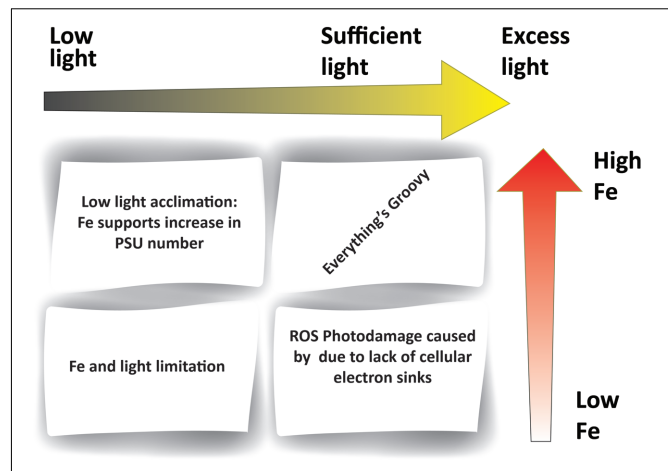 Low
light
Sufficient
light
Excess
light
Low light acclimation:
Fe supports increase in
PSU number
Everything's Groovy
High
Fe
Fe and light limitation
ROS Photodamage caused
by due to lack of cellular
electron sinks
Low
Fe